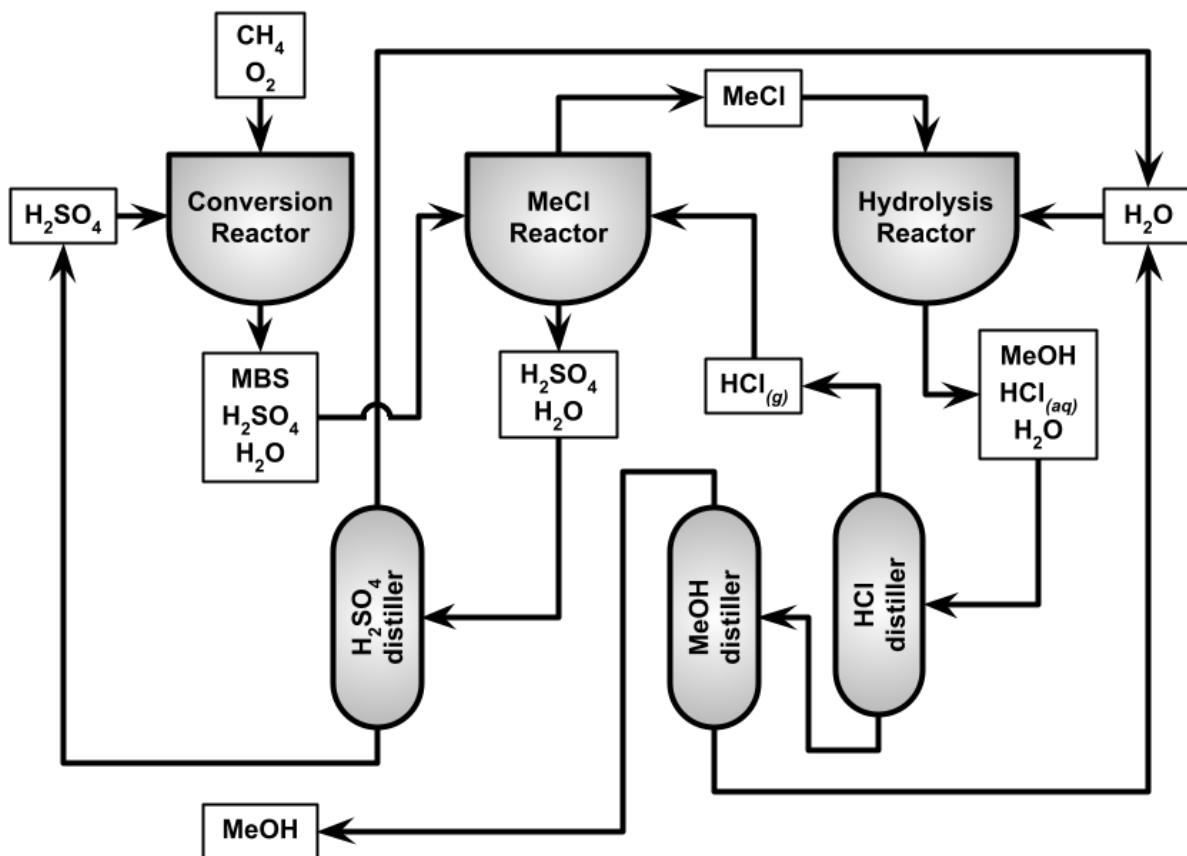 CH₄
O₂
MeCl
H₂SO₄
Conversion
Reactor
MeCl
Reactor
Hydrolysis
Reactor
H₂O
MBS
H₂SO₄
H₂O
H₂SO₄
H₂O
HCl(g)
MeOH
HCl(aq)
H₂O
H₂SO₄
distiller
MeOH
distiller
HCl
distiller
MeOH